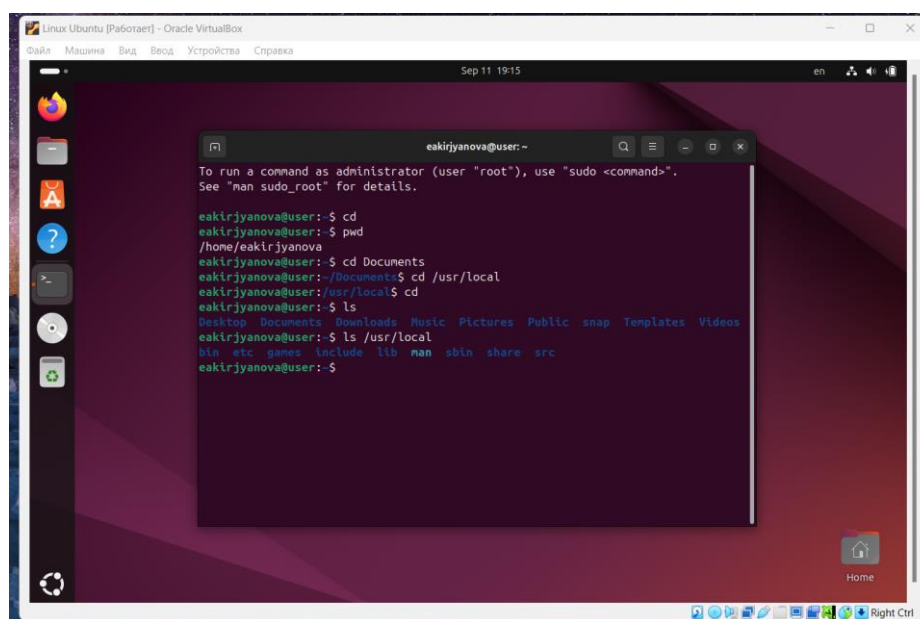 Linux Ubuntu [Работает] - Oracle VirtualBox
Файл Машина Вид Ввод Устройства Справка
Sep 11 19:15
en
eakirjyanova@user: ~
To run a command as administrator (user "root"), use "sudo <command>".
See "man sudo_root" for details.
eakirjyanova@user:~$ cd
eakirjyanova@user:~$ pwd
/home/eakirjyanova
eakirjyanova@user:~$ cd Documents
eakirjyanova@user:~/Documents$ cd /usr/local
eakirjyanova@user:/usr/local$ cd
eakirjyanova@user:~$ ls
Desktop Documents Downloads Music Pictures Public snap Templates Videos
eakirjyanova@user:~$ ls /usr/local
bin etc games include lib man sbin share src
eakirjyanova@user:~$
Home
Right Ctrl